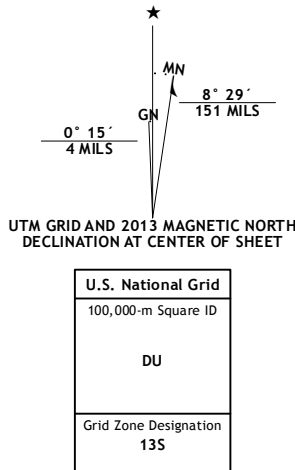 ★
MN
GN
8° 29´
151 MILS
0° 15´
4 MILS
UTM GRID AND 2013 MAGNETIC NORTH
DECLINATION AT CENTER OF SHEET
U.S. National Grid
100,000-m Square ID
DU
Grid Zone Designation
13S